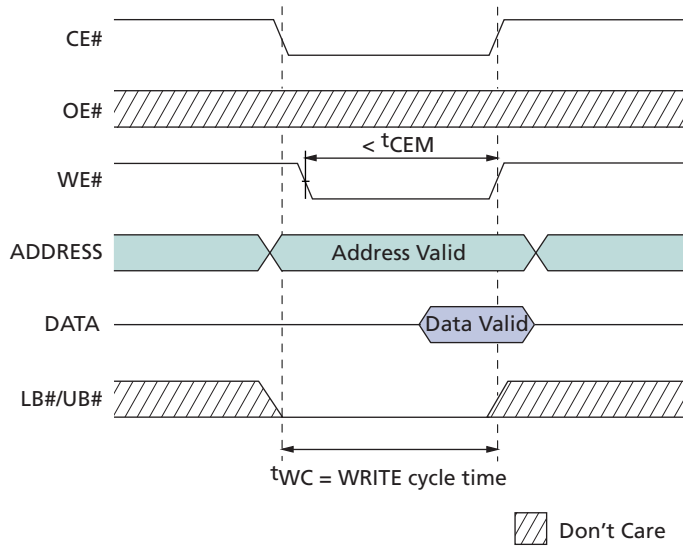 CE#
OE#
< tCEM
WE#
ADDRESS
Address Valid
DATA
Data Valid
LB#/UB#
tWC = WRITE cycle time
Don't Care